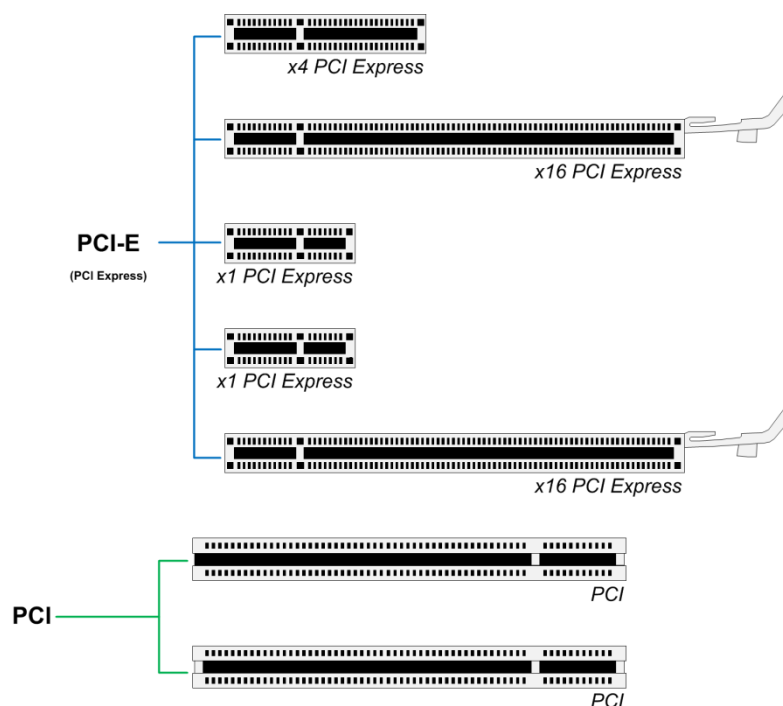 x4 PCI Express
x16 PCI Express
PCI-E
(PCI Express)
x1 PCI Express
x1 PCI Express
x16 PCI Express
PCI
PCI
PCI